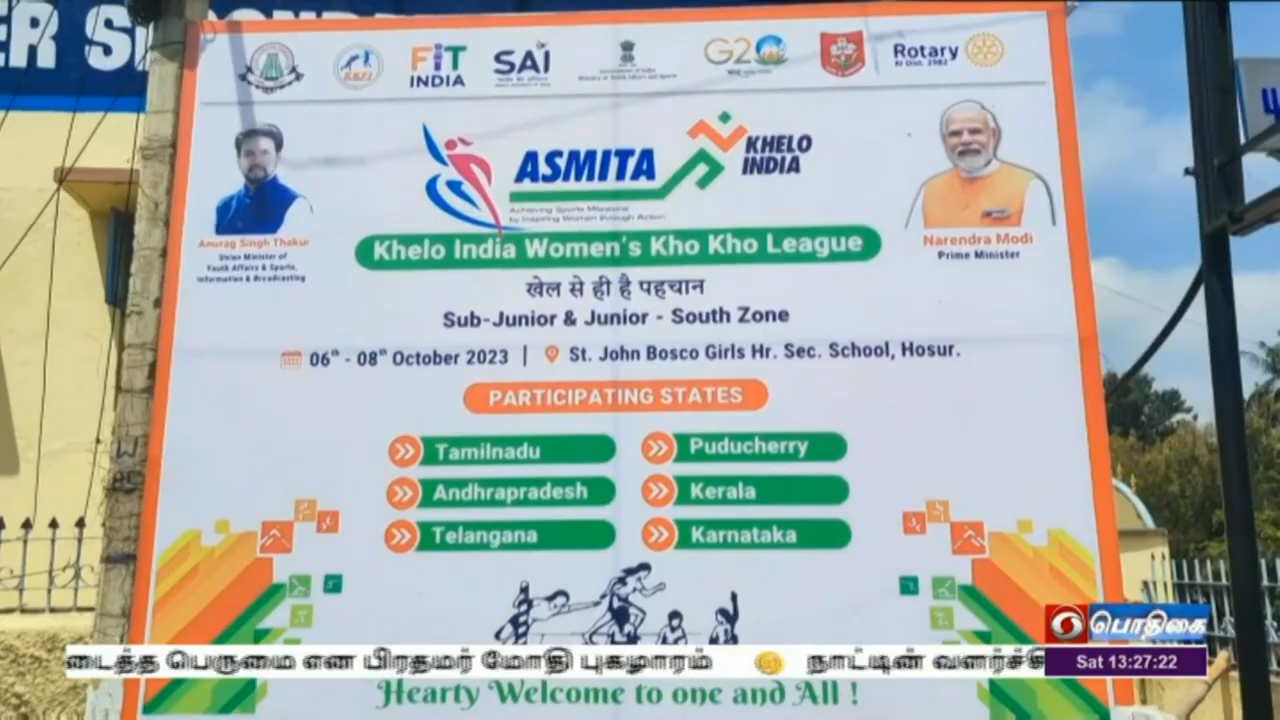 ER S
FIT
INDIA
SAI
G20
Rotary
RI Dist. 2982
ASMITA
KHELO
INDIA
Achieving Sports Milestone
by Inspiring Women through Action
Anurag Singh Thakur
Union Minister of
Youth Affairs & Sports,
Information & Broadcasting
Narendra Modi
Prime Minister
Khelo India Women's Kho Kho League
खेल से ही है पहचान
Sub-Junior & Junior - South Zone
06th - 08th October 2023 | St. John Bosco Girls Hr. Sec. School, Hosur.
PARTICIPATING STATES
Tamilnadu
Puducherry
Andhrapradesh
Kerala
Telangana
Karnataka
பொதிகை
Sat 13:27:22
டைத்த பெருமை என பிரதமர் மோதி புகழாரம் நாட்டின் வளர்ச்சி
Hearty Welcome to one and All !